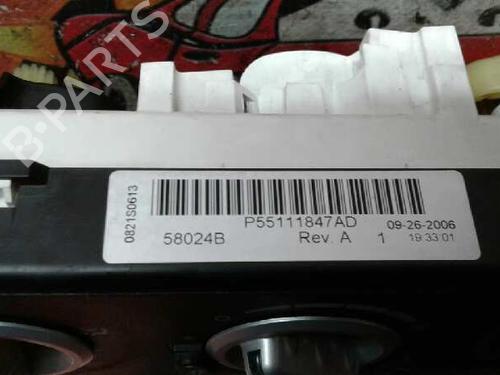 B-PARTS
0821S0613
P55111847AD 09-26-2006
58024B Rev. A 1 19:33:01